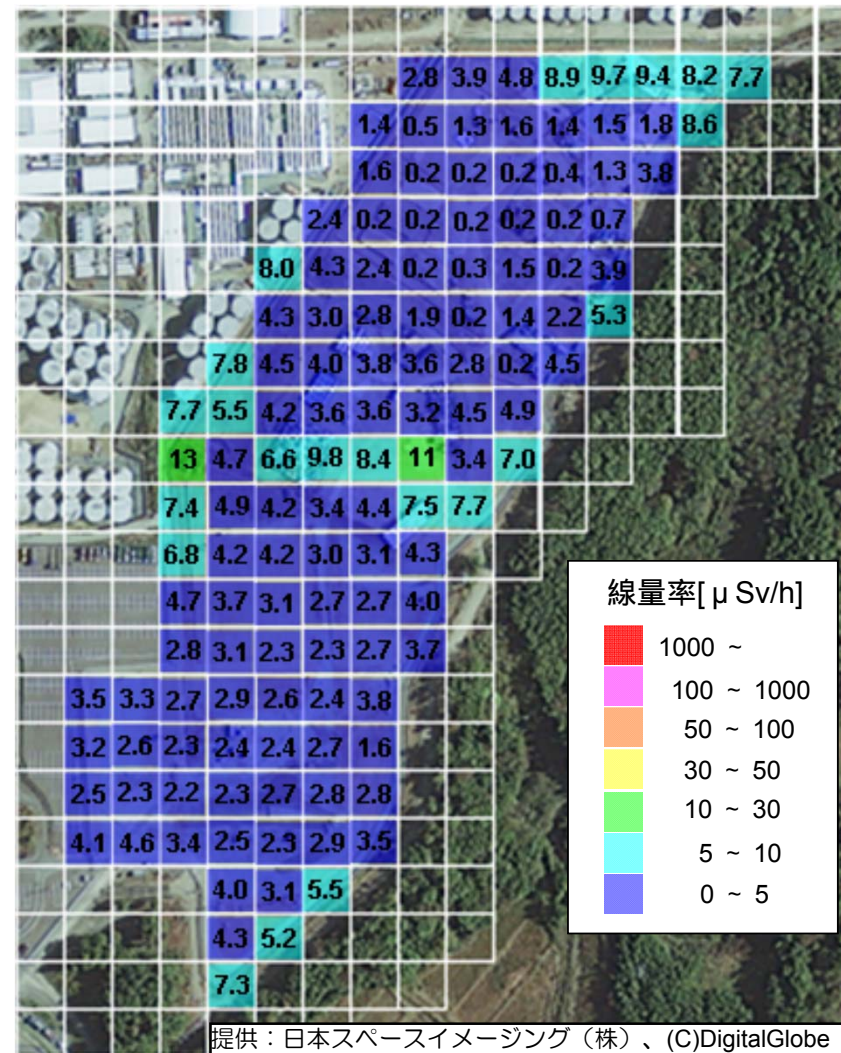 2.8 3.9 4.8 8.9 9.7 9.4 8.2 7.7
1.4 0.5 1.3 1.6 1.4 1.5 1.8 8.6
1.6 0.2 0.2 0.2 0.4 1.3 3.8
2.4 0.2 0.2 0.2 0.2 0.2 0.7
8.0 4.3 2.4 0.2 0.3 1.5 0.2 3.9
4.3 3.0 2.8 1.9 0.2 1.4 2.2 5.3
7.8 4.5 4.0 3.8 3.6 2.8 0.2 4.5
7.7 5.5 4.2 3.6 3.6 3.2 4.5 4.9
13 4.7 6.6 9.8 8.4 11 3.4 7.0
7.4 4.9 4.2 3.4 4.4 7.5 7.7
6.8 4.2 4.2 3.0 3.1 4.3
4.7 3.7 3.1 2.7 2.7 4.0
2.8 3.1 2.3 2.3 2.7 3.7
3.5 3.3 2.7 2.9 2.6 2.4 3.8
3.2 2.6 2.3 2.4 2.4 2.7 1.6
2.5 2.3 2.2 2.3 2.7 2.8 2.8
4.1 4.6 3.4 2.5 2.3 2.9 3.5
4.0 3.1 5.5
4.3 5.2
7.3
線量率[ μ Sv/h]
1000 ~
100 ~ 1000
50 ~ 100
30 ~ 50
10 ~ 30
5 ~ 10
0 ~ 5
提供：日本スペースイメージング（株）、(C)DigitalGlobe